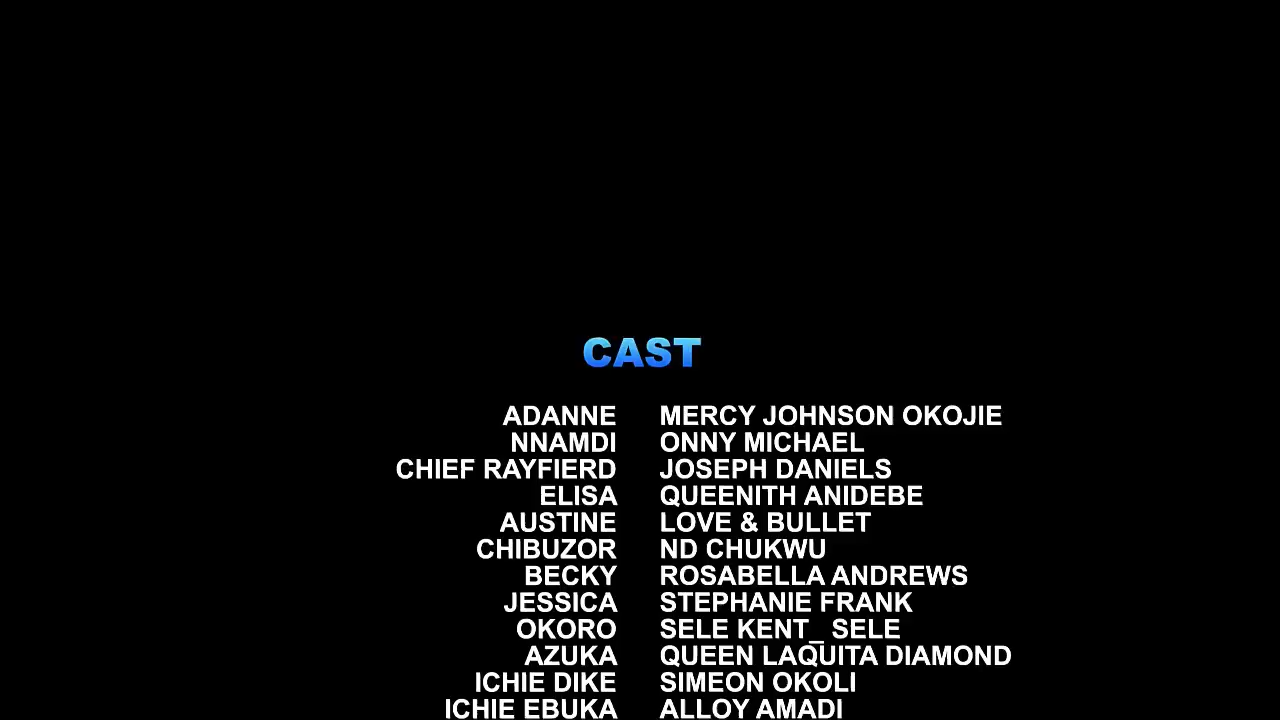 CAST
ADANNE MERCY JOHNSON OKOJIE
NNAMDI ONNY MICHAEL
CHIEF RAYFIERD JOSEPH DANIELS
ELISA QUEENITH ANIDEBE
AUSTINE LOVE & BULLET
CHIBUZOR ND CHUKWU
BECKY ROSABELLA ANDREWS
JESSICA STEPHANIE FRANK
OKORO SELE KENT_ SELE
AZUKA QUEEN LAQUITA DIAMOND
ICHIE DIKE SIMEON OKOLI
ICHIE EBUKA ALLOY AMADI